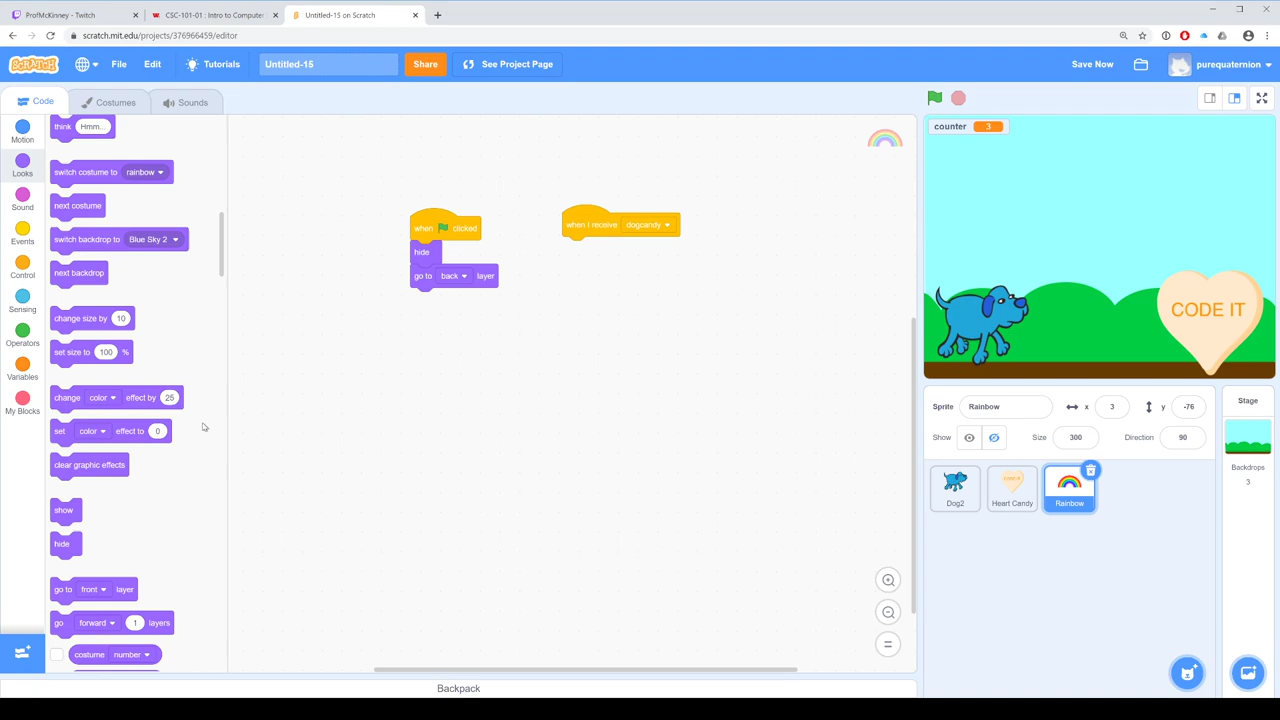 ProfMcKinney - Twitch
CSC-101-01 : Intro to Computer
Untitled-15 on Scratch
scratch.mit.edu/projects/376966459/editor
SCRATCH
File
Edit
Tutorials
Untitled-15
Share
See Project Page
Save Now
purequaternion
Code
Costumes
Sounds
Motion
Looks
Sound
Events
Control
Sensing
Operators
Variables
My Blocks
think Hmm...
switch costume to rainbow
next costume
switch backdrop to Blue Sky 2
next backdrop
change size by 10
set size to 100 %
change color effect by 25
set color effect to 0
clear graphic effects
show
hide
go to front layer
go forward 1 layers
costume number
when clicked
hide
go to back layer
when I receive dogcandy
counter 3
CODE IT
Sprite Rainbow x 3 y -76
Show Size 300 Direction 90
Dog2
Heart Candy
Rainbow
Stage
Backdrops
3
Backpack